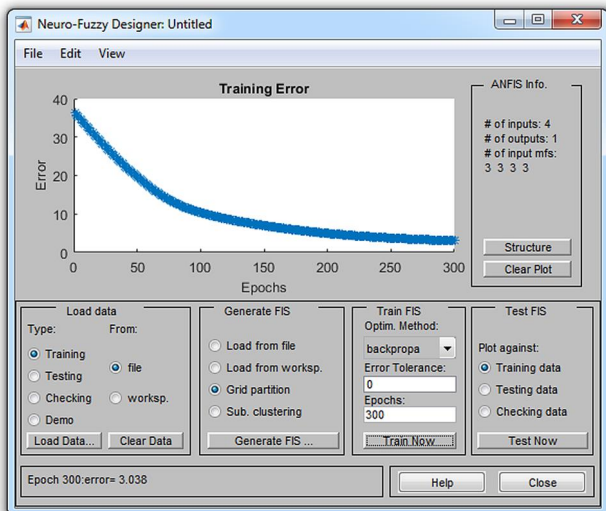 Neuro-Fuzzy Designer: Untitled
File Edit View
Training Error
40
30
20
10
0
Error
0 50 100 150 200 250 300
Epochs
ANFIS Info.
# of inputs: 4
# of outputs: 1
# of input mfs:
3 3 3 3
Structure
Clear Plot
Load data
Type: From:
Training
Testing
Checking
Demo
file
worksp.
Load Data... Clear Data
Generate FIS
Load from file
Load from worksp.
Grid partition
Sub. clustering
Generate FIS ...
Train FIS
Optim. Method:
backpropa
Error Tolerance:
0
Epochs:
300
Train Now
Test FIS
Plot against:
Training data
Testing data
Checking data
Test Now
Epoch 300:error= 3.038
Help Close